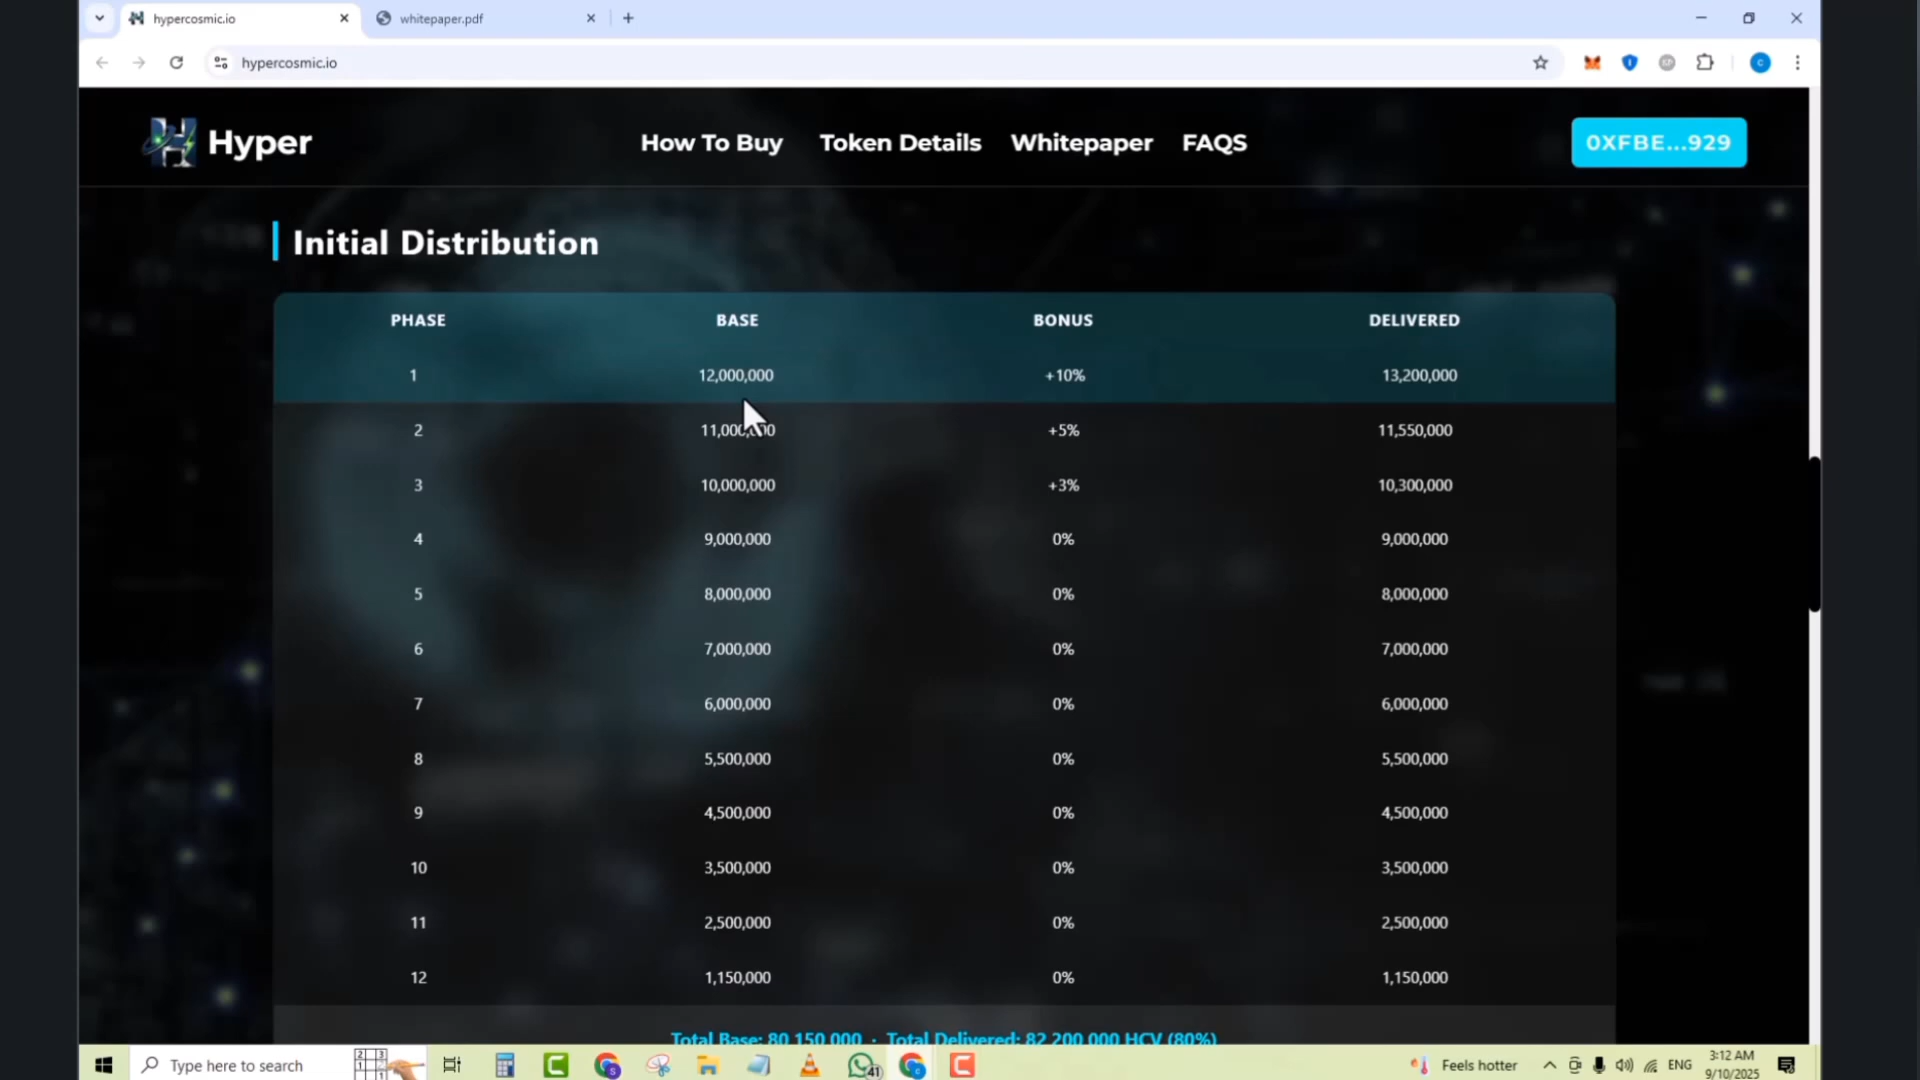 hypercosmic.io
whitepaper.pdf
hypercosmic.io
Hyper
How To Buy
Token Details
Whitepaper
FAQS
0XFBE...929
Initial Distribution
PHASE BASE BONUS DELIVERED
1 12,000,000 +10% 13,200,000
2 11,000,000 +5% 11,550,000
3 10,000,000 +3% 10,300,000
4 9,000,000 0% 9,000,000
5 8,000,000 0% 8,000,000
6 7,000,000 0% 7,000,000
7 6,000,000 0% 6,000,000
8 5,500,000 0% 5,500,000
9 4,500,000 0% 4,500,000
10 3,500,000 0% 3,500,000
11 2,500,000 0% 2,500,000
12 1,150,000 0% 1,150,000
Total Base: 80,150,000 · Total Delivered: 82,200,000 HCV (80%)
Type here to search
41
Feels hotter
ENG
3:12 AM
9/10/2025